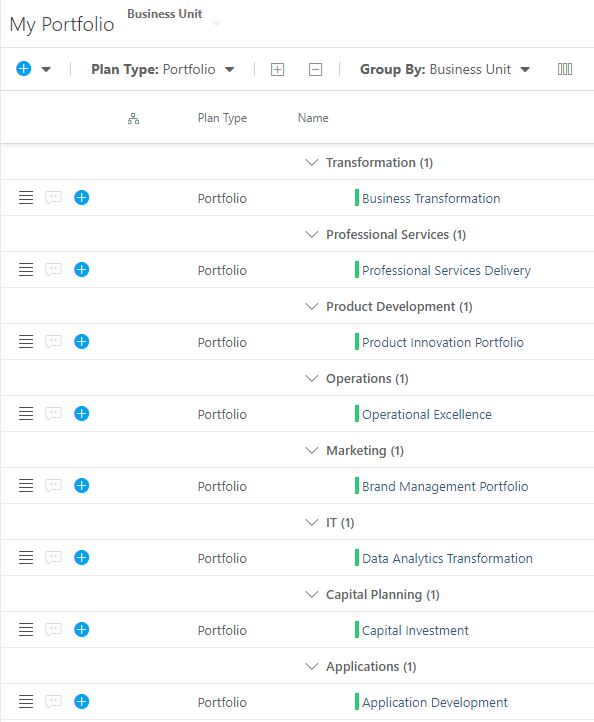 My Portfolio Business Unit
Plan Type: Portfolio Group By: Business Unit
Plan Type Name
Transformation (1)
Portfolio Business Transformation
Professional Services (1)
Portfolio Professional Services Delivery
Product Development (1)
Portfolio Product Innovation Portfolio
Operations (1)
Portfolio Operational Excellence
Marketing (1)
Portfolio Brand Management Portfolio
IT (1)
Portfolio Data Analytics Transformation
Capital Planning (1)
Portfolio Capital Investment
Applications (1)
Portfolio Application Development